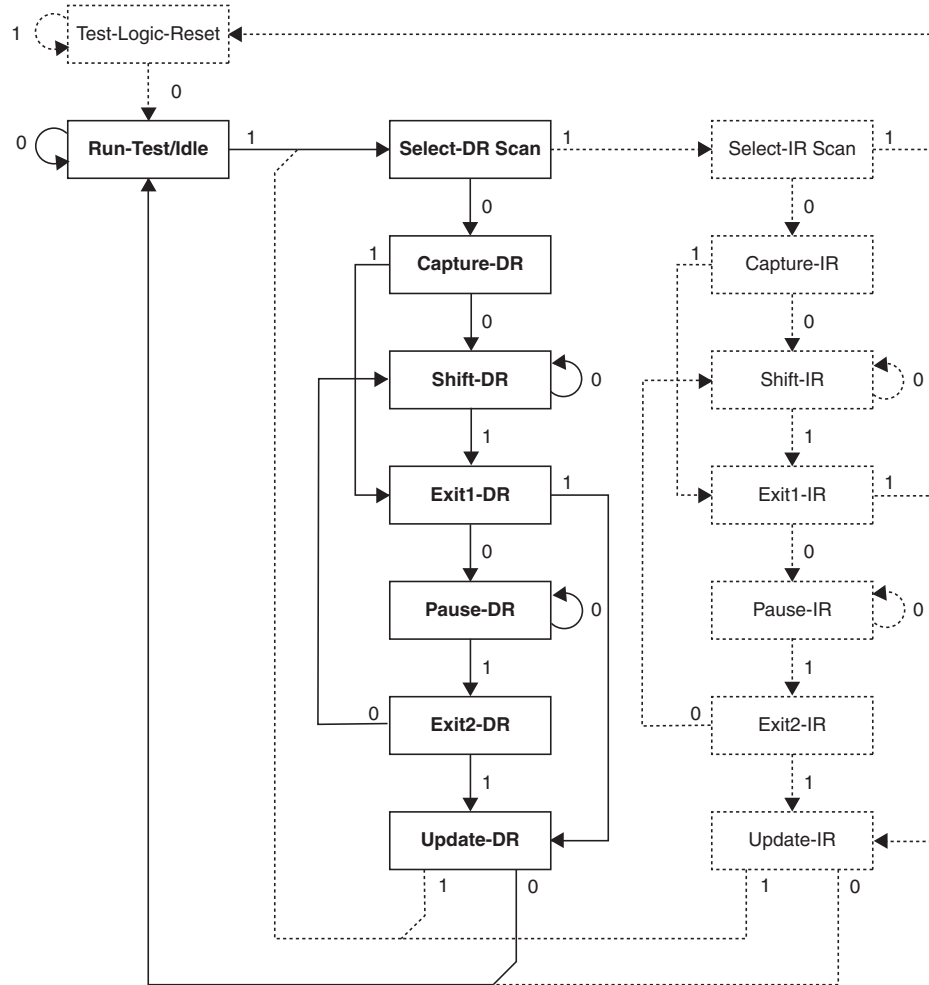 1 Test-Logic-Reset
0
0 Run-Test/Idle 1 Select-DR Scan 1 Select-IR Scan 1
0 0
1 Capture-DR 1 Capture-IR
0 0
Shift-DR 0 Shift-IR 0
1 1
Exit1-DR 1 Exit1-IR 1
0 0
Pause-DR 0 Pause-IR 0
1 1
0 Exit2-DR 0 Exit2-IR
1 1
Update-DR Update-IR
1 0 1 0